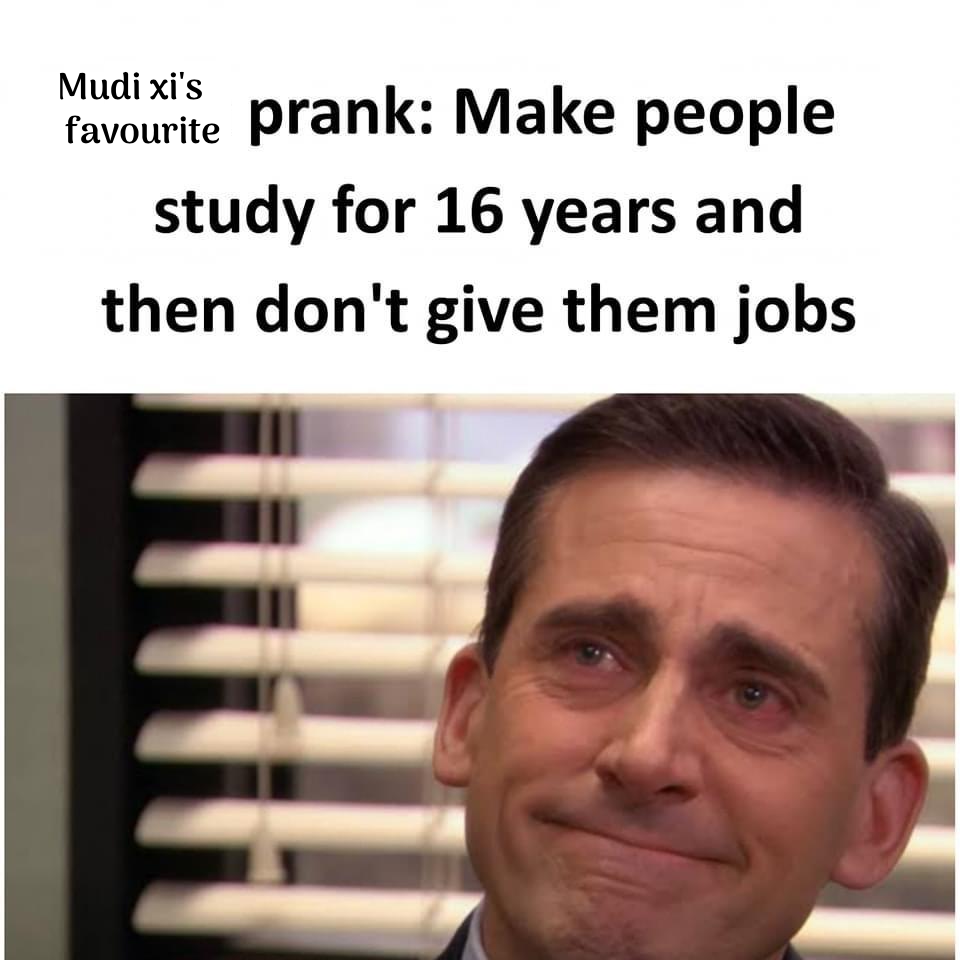 Mudi xi's
favourite prank: Make people
study for 16 years and
then don't give them jobs